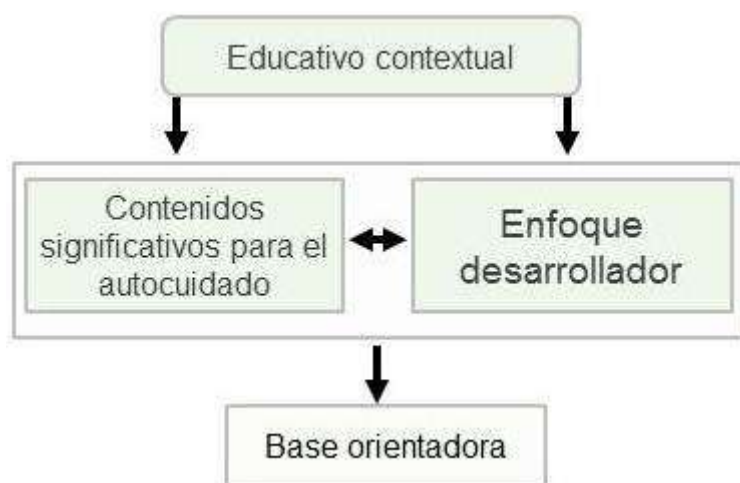 Educativo contextual
Contenidos
significativos para el
autocuidado
Enfoque
desarrollador
Base orientadora